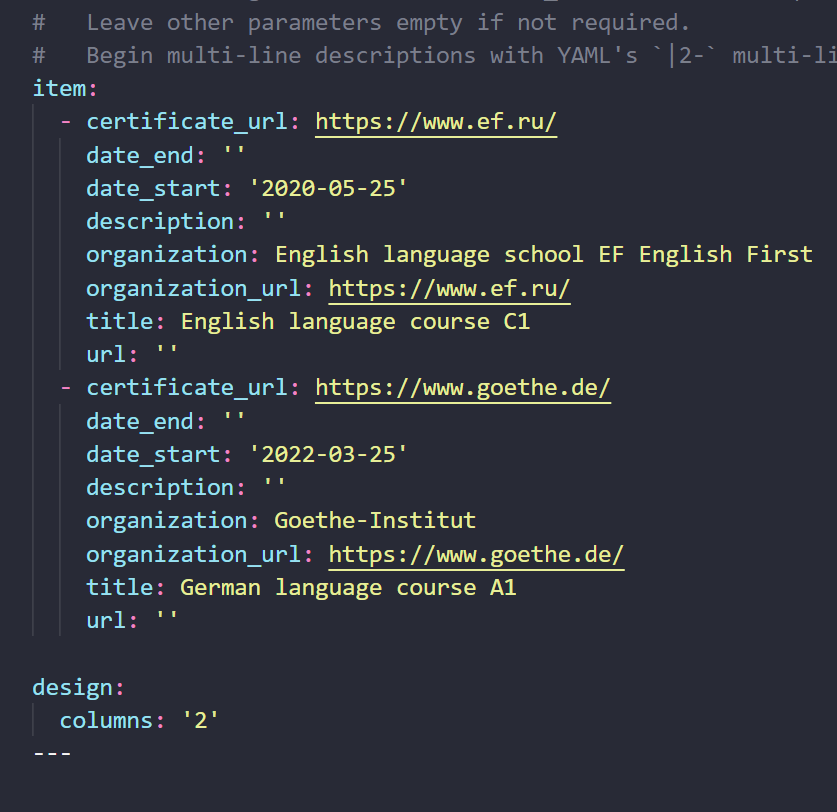 #   Leave other parameters empty if not required.
#   Begin multi-line descriptions with YAML's `|2-`
item:
  - certificate_url: https://www.ef.ru/
    date_end: ''
    date_start: '2020-05-25'
    description: ''
    organization: English language school EF English First
    organization_url: https://www.ef.ru/
    title: English language course C1
    url: ''
  - certificate_url: https://www.goethe.de/
    date_end: ''
    date_start: '2022-03-25'
    description: ''
    organization: Goethe-Institut
    organization_url: https://www.goethe.de/
    title: German language course A1
    url: ''
design:
  columns: '2'
---